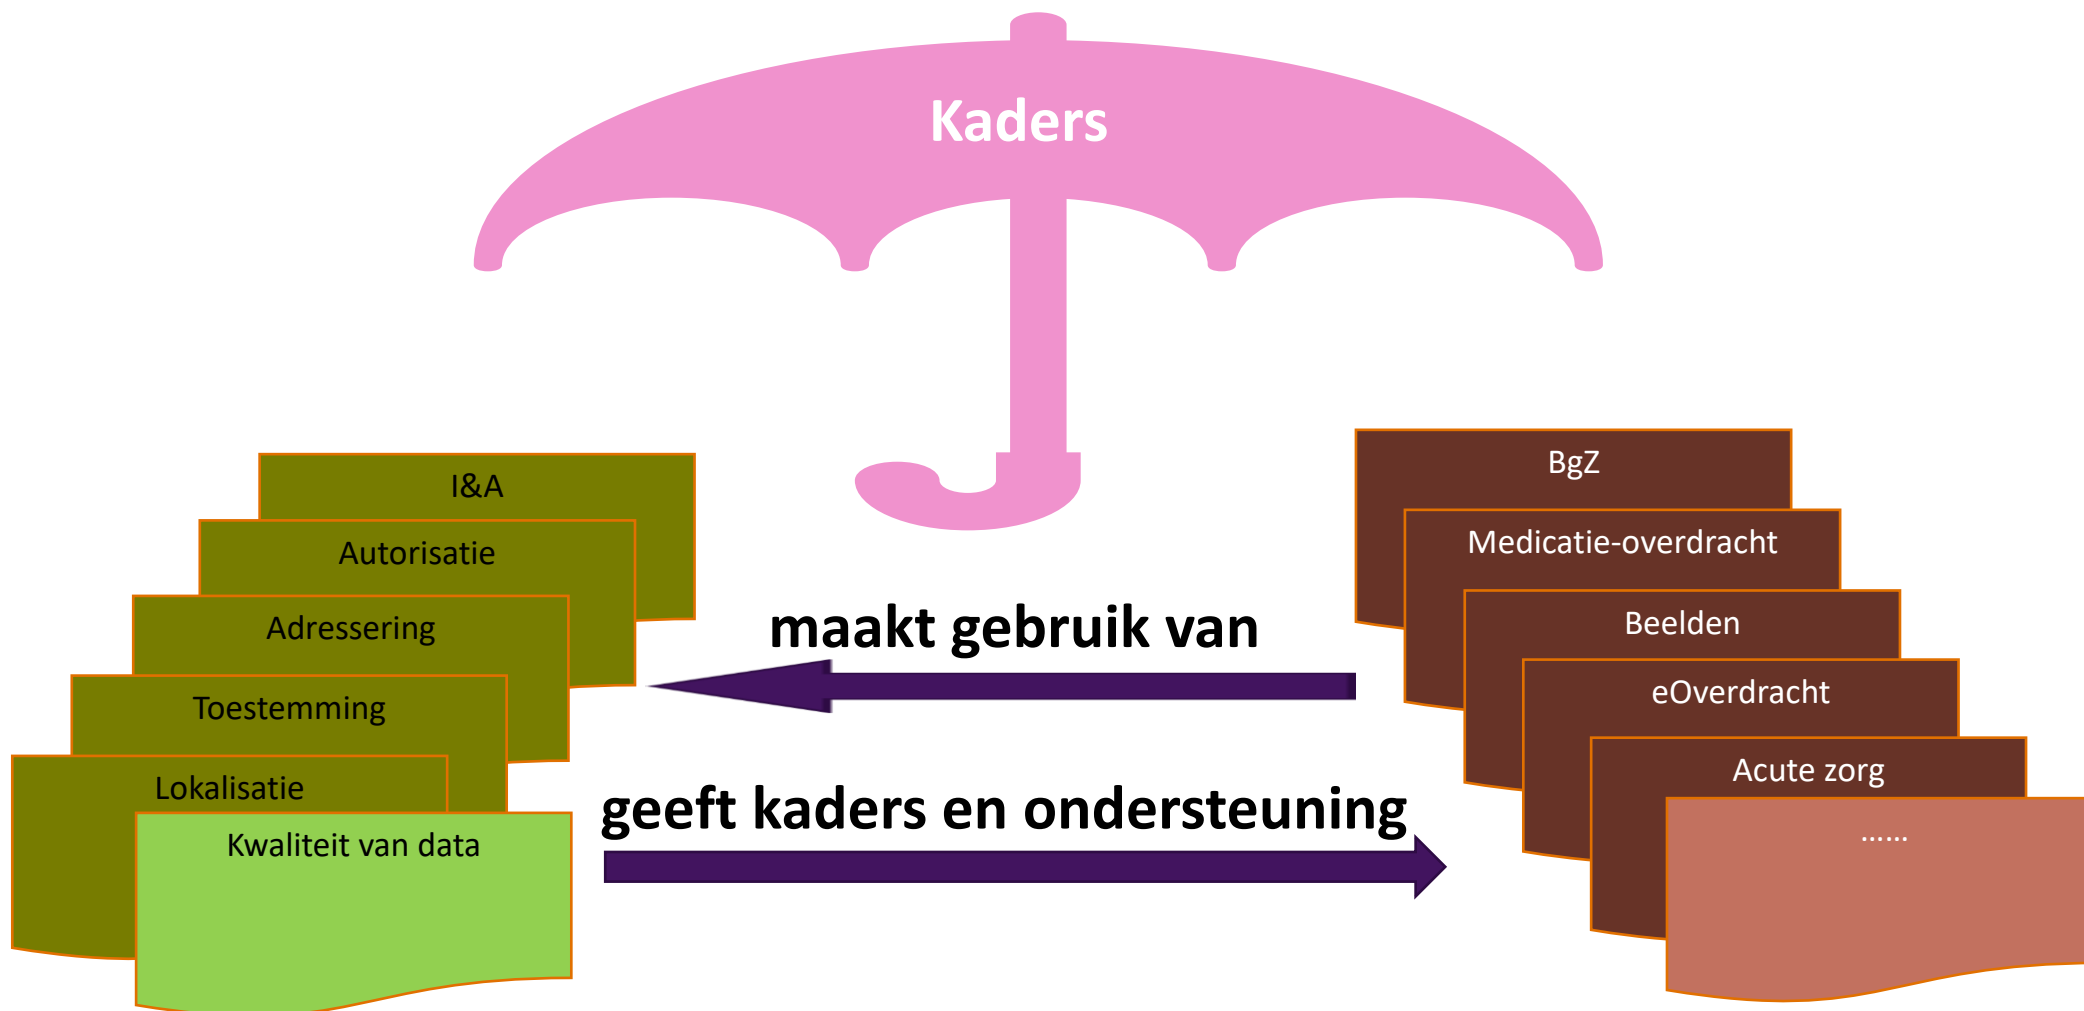 Kaders
I&A
Autorisatie
Adressering
Toestemming
Lokalisatie
Kwaliteit van data
maakt gebruik van
geeft kaders en ondersteuning
BgZ
Medicatie-overdracht
Beelden
eOverdracht
Acute zorg
……